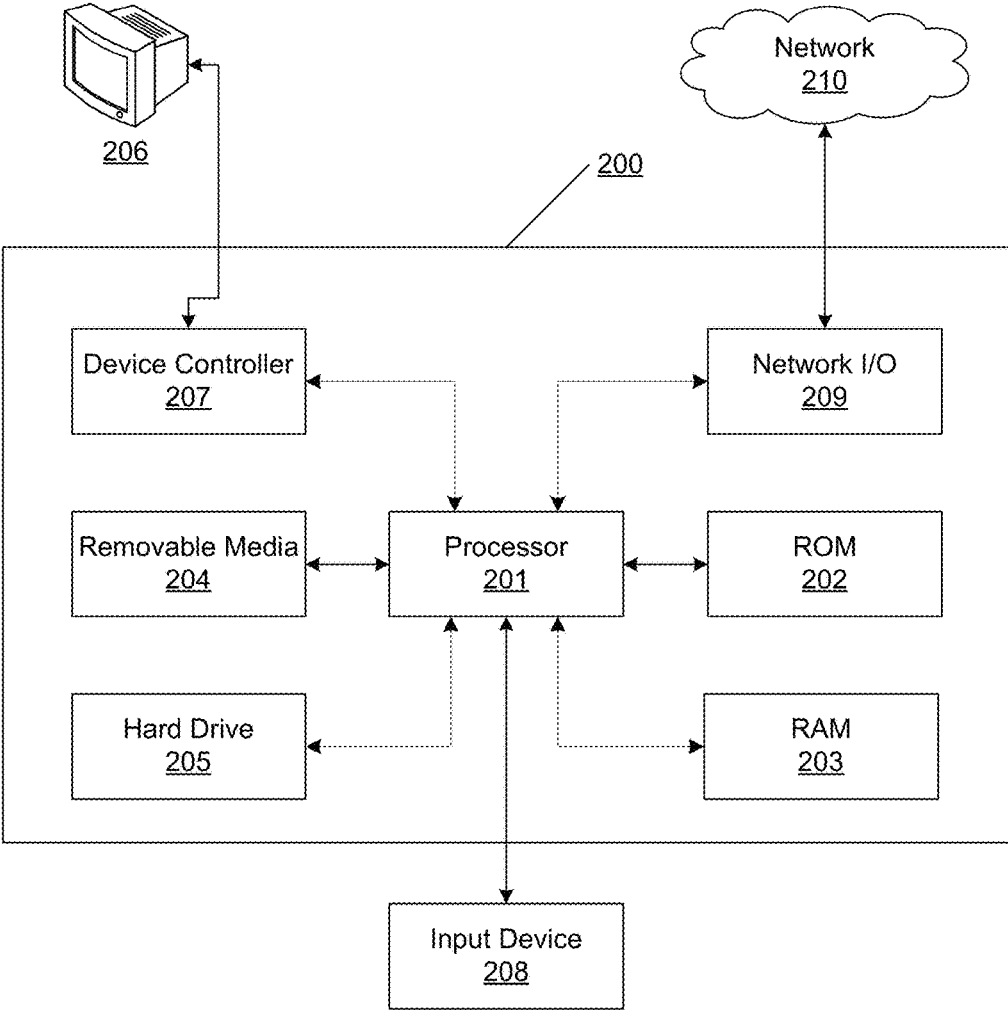 Network
210
206
200
Device Controller
207
Network I/O
209
Removable Media
204
Processor
201
ROM
202
Hard Drive
205
RAM
203
Input Device
208